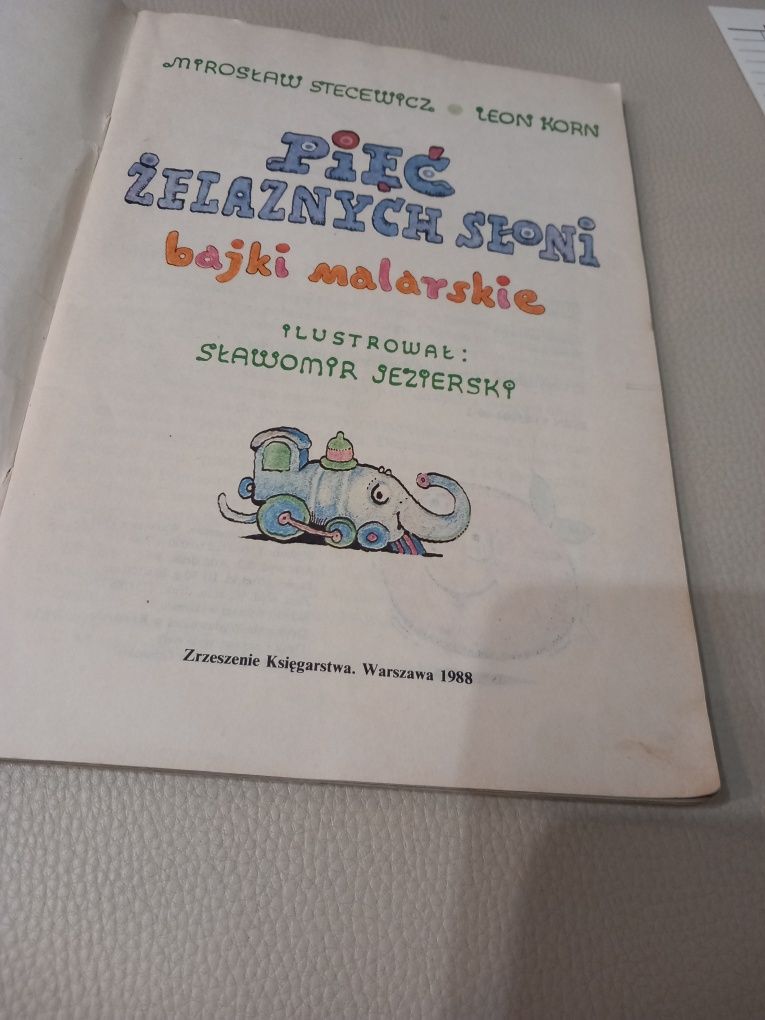 MIROSŁAW STECEWICZ • LEON KORN
PIĘĆ
ŻELAZNYCH SŁONI
bajki malarskie
ILUSTROWAŁ:
SŁAWOMIR JEZIERSKI
Zrzeszenie Księgarstwa. Warszawa 1988